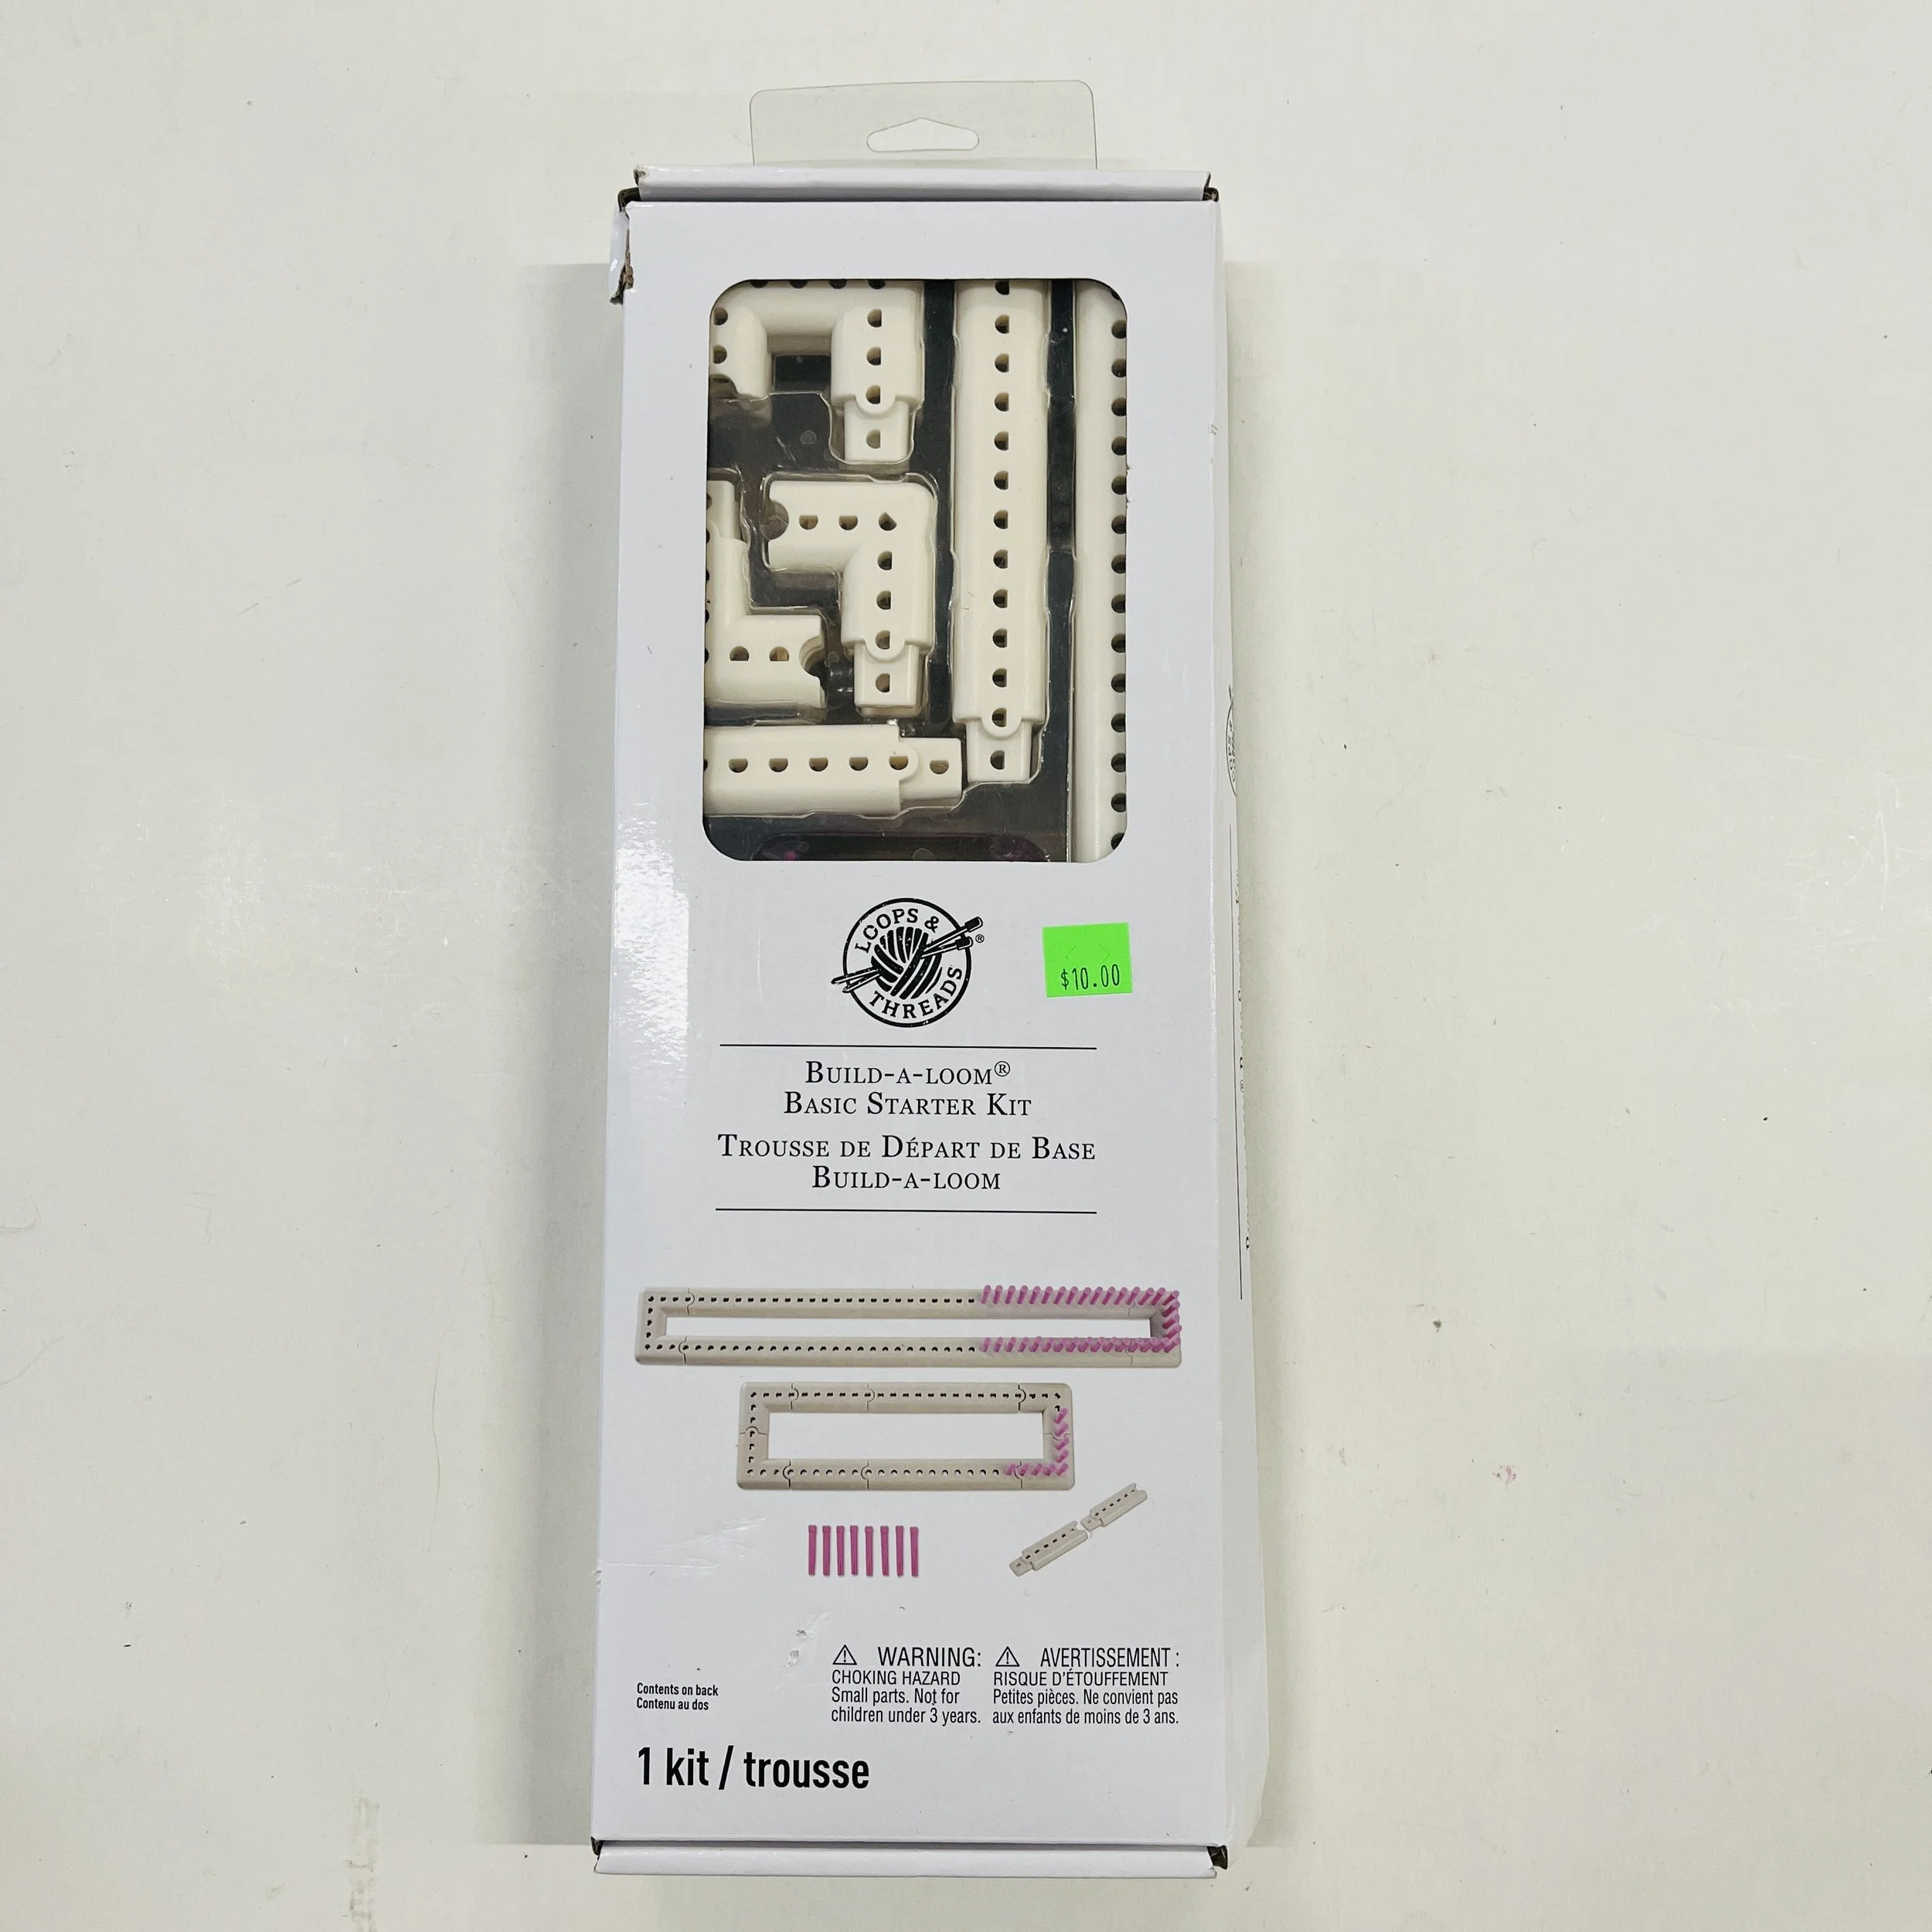 LOOPS &
THREADS ®
$10.00
BUILD-A-LOOM®
BASIC STARTER KIT
TROUSSE DE DÉPART DE BASE
BUILD-A-LOOM
⚠ WARNING:
CHOKING HAZARD
Small parts. Not for
children under 3 years.
⚠ AVERTISSEMENT :
RISQUE D'ÉTOUFFEMENT
Petites pièces. Ne convient pas
aux enfants de moins de 3 ans.
Contents on back
Contenu au dos
1 kit / trousse